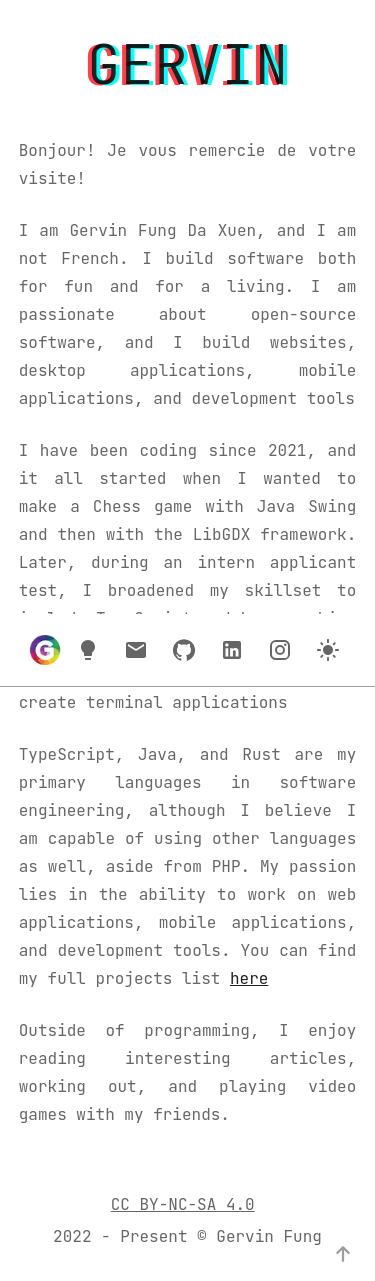 GERVIN
Bonjour! Je vous remercie de votre
visite!
I am Gervin Fung Da Xuen, and I am
not French. I build software both
for fun and for a living. I am
passionate about open-source
software, and I build websites,
desktop applications, mobile
applications, and development tools
I have been coding since 2021, and
it all started when I wanted to
make a Chess game with Java Swing
and then with the LibGDX framework.
Later, during an intern applicant
test, I broadened my skillset to
G
in
create terminal applications
TypeScript, Java, and Rust are my
primary languages in software
engineering, although I believe I
am capable of using other languages
as well, aside from PHP. My passion
lies in the ability to work on web
applications, mobile applications,
and development tools. You can find
my full projects list here
Outside of programming, I enjoy
reading interesting articles,
working out, and playing video
games with my friends.
CC BY-NC-SA 4.0
2022 - Present © Gervin Fung